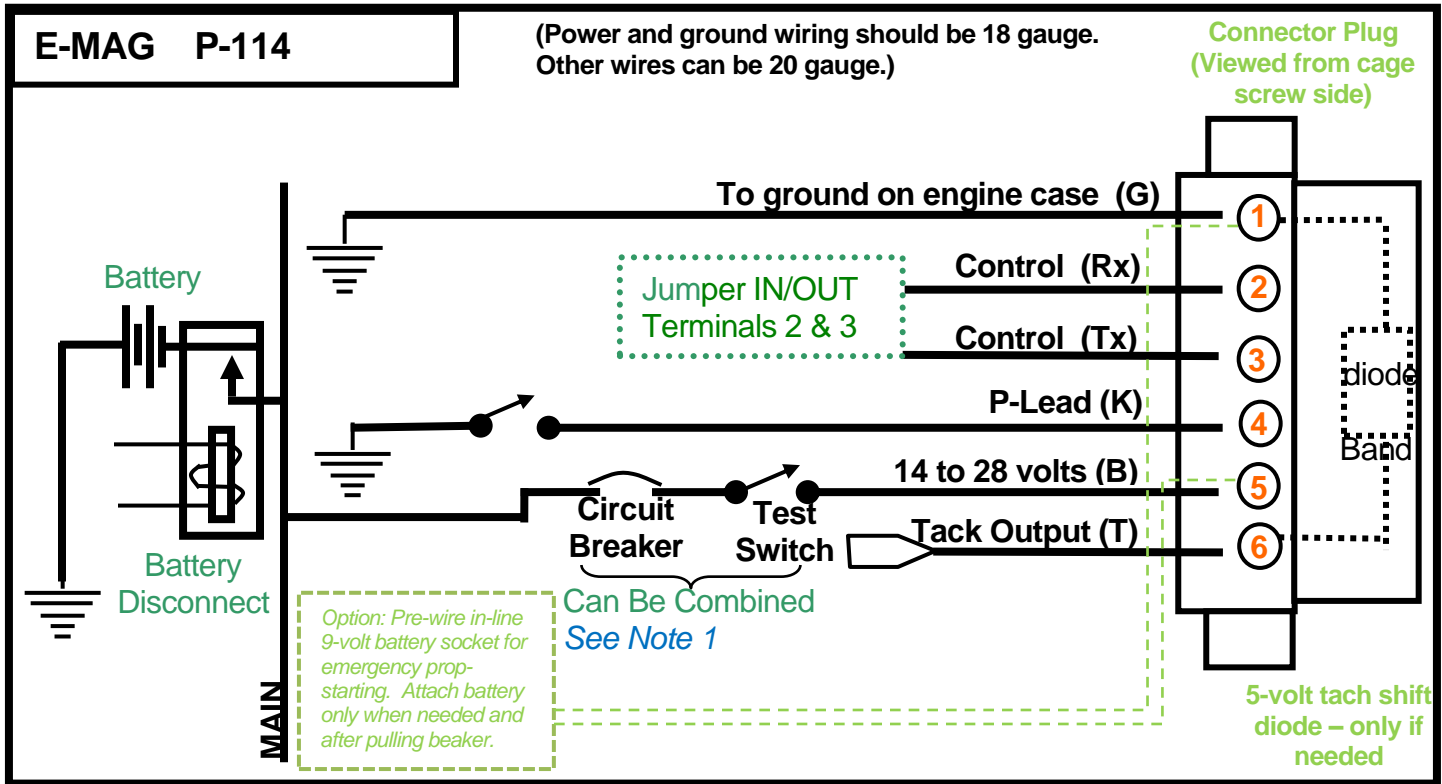 E-MAG P-114
(Power and ground wiring should be 18 gauge.
Other wires can be 20 gauge.)
Connector Plug
(Viewed from cage
screw side)
To ground on engine case (G)
1
Control (Rx)
2
Jumper IN/OUT
Terminals 2 & 3
Control (Tx)
3
Battery
diode
Band
P-Lead (K)
4
14 to 28 volts (B)
5
Circuit
Breaker
Test
Switch
Tack Output (T)
6
Battery
Disconnect
Can Be Combined
See Note 1
Option: Pre-wire in-line
9-volt battery socket for
emergency prop-
starting. Attach battery
only when needed and
after pulling beaker.
MAIN
5-volt tach shift
diode – only if
needed